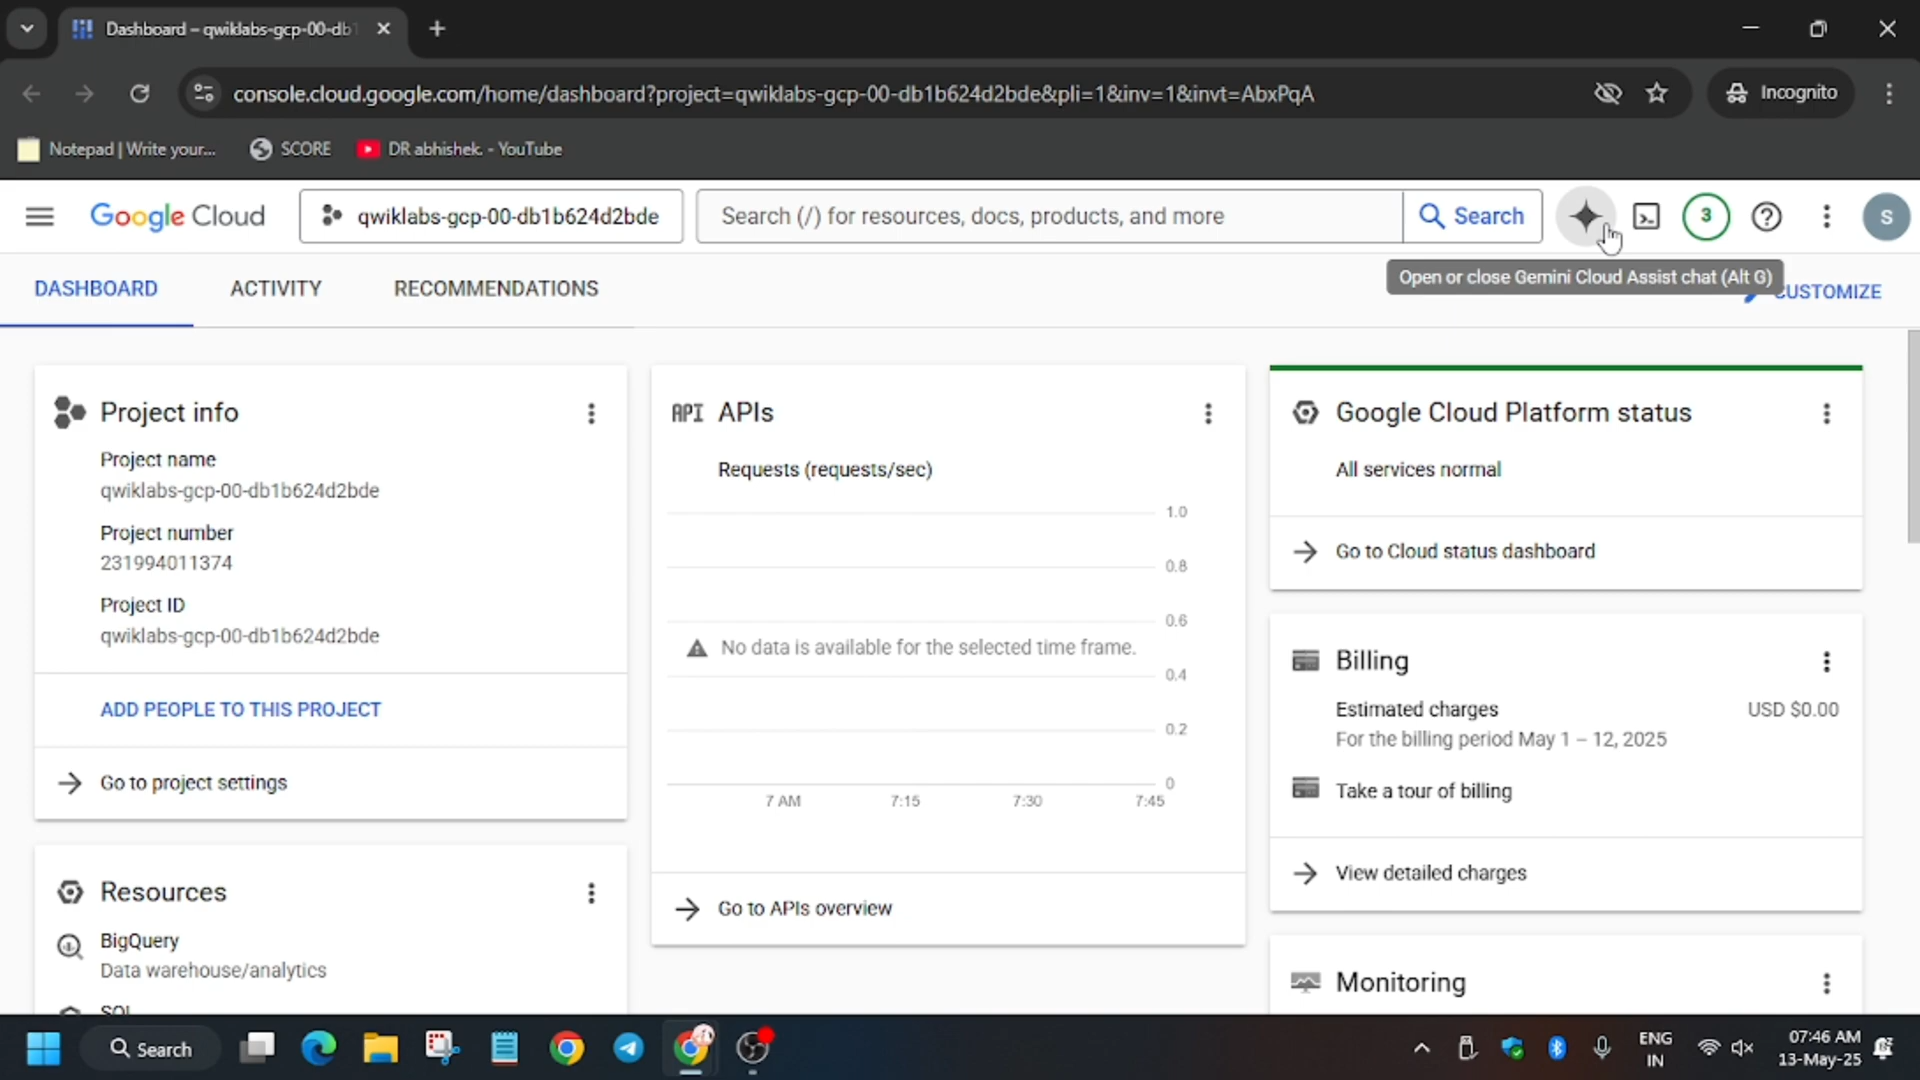 Dashboard – qwiklabs-gcp-00-db1
console.cloud.google.com/home/dashboard?project=qwiklabs-gcp-00-db1b624d2bde&pli=1&inv=1&invt=AbxPqA
Incognito
Notepad | Write your...
SCORE
DR abhishek. - YouTube
Google Cloud
qwiklabs-gcp-00-db1b624d2bde
Search (/) for resources, docs, products, and more
Search
3
S
DASHBOARD
ACTIVITY
RECOMMENDATIONS
Open or close Gemini Cloud Assist chat (Alt G)
CUSTOMIZE
Project info
Project name
qwiklabs-gcp-00-db1b624d2bde
Project number
231994011374
Project ID
qwiklabs-gcp-00-db1b624d2bde
ADD PEOPLE TO THIS PROJECT
Go to project settings
Resources
BigQuery
Data warehouse/analytics
SQL
API APIs
Requests (requests/sec)
1.0
0.8
0.6
No data is available for the selected time frame.
0.4
0.2
0
7 AM
7:15
7:30
7:45
Go to APIs overview
Google Cloud Platform status
All services normal
Go to Cloud status dashboard
Billing
Estimated charges
USD $0.00
For the billing period May 1 – 12, 2025
Take a tour of billing
View detailed charges
Monitoring
Search
ENG
IN
07:46 AM
13-May-25